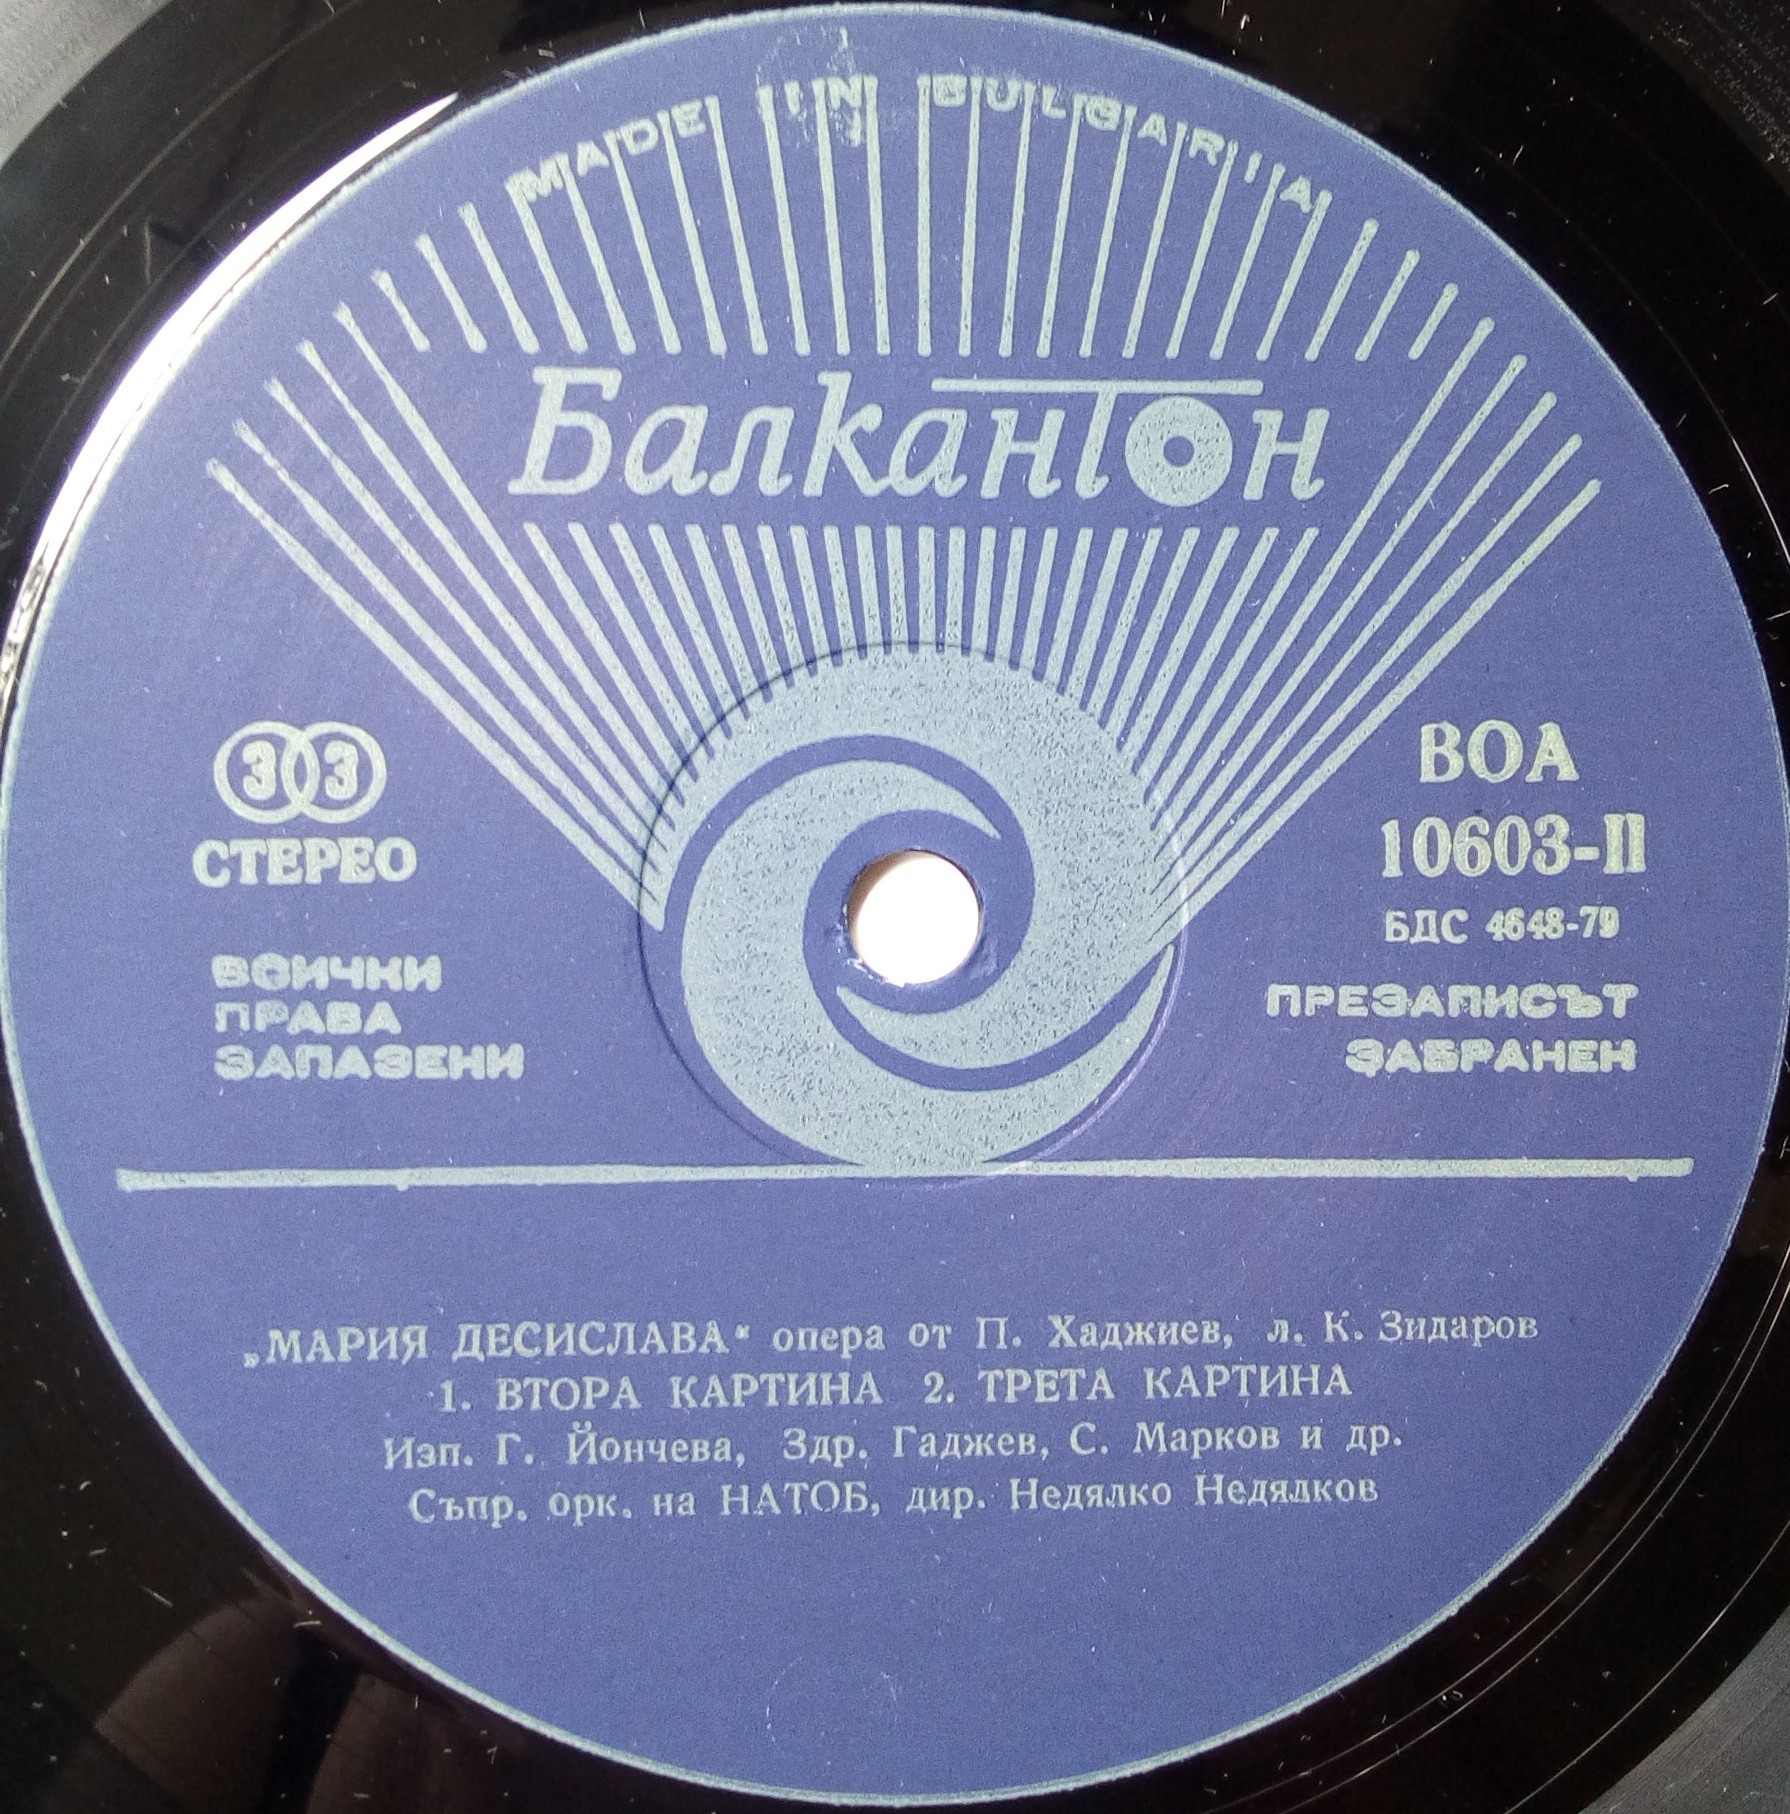 MADE IN BULGARIA
Балкантон
33
СТЕРЕО
ВСИЧКИ
ПРАВА
ЗАПАЗЕНИ
ВОА
10603-II
БДС 4648-79
ПРЕЗАПИСЪТ
ЗАБРАНЕН
„МАРИЯ ДЕСИСЛАВА“ опера от П. Хаджиев, л. К. Зидаров
1. ВТОРА КАРТИНА 2. ТРЕТА КАРТИНА
Изп. Г. Йончева, Здр. Гаджев, С. Марков и др.
Съпр. орк. на НАТОБ, дир. Недялко Недялков